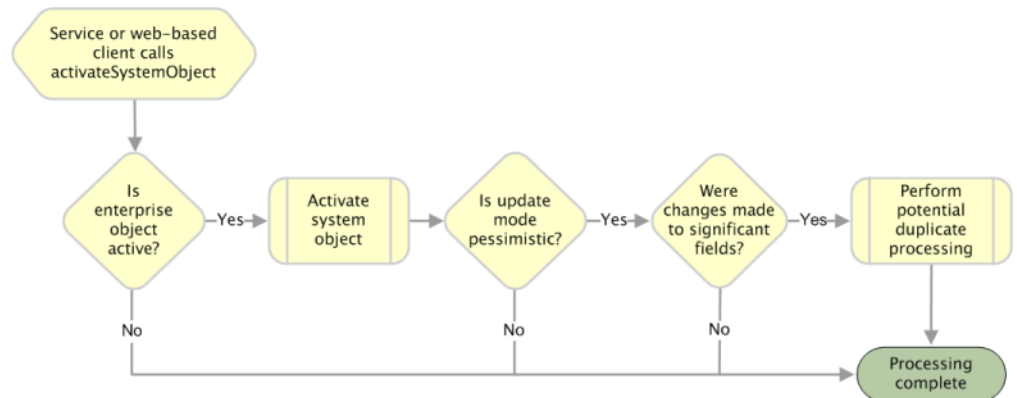 Service or web-based
client calls
activateSystemObject
Is
enterprise
object
active?
Yes
Activate
system
object
Is update
mode
pessimistic?
Yes
Were
changes made
to significant
fields?
Yes
Perform
potential
duplicate
processing
No
No
No
Processing
complete